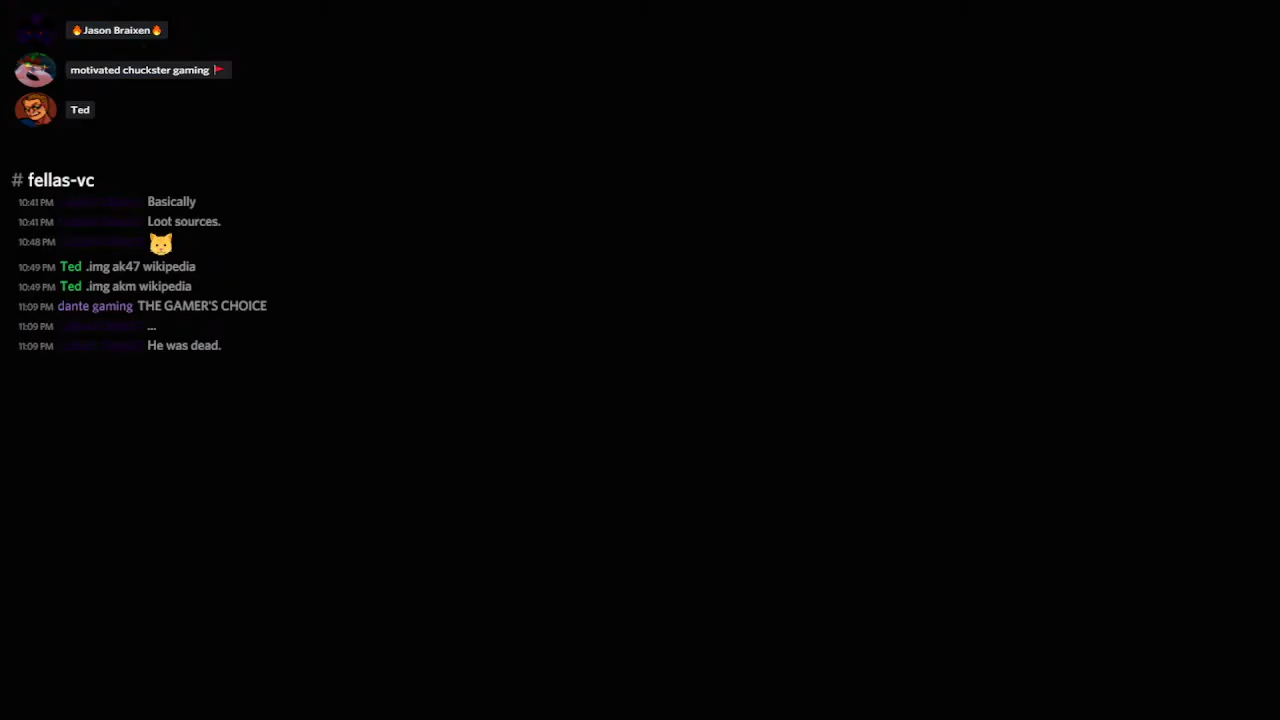 🔥Jason Braixen🔥
motivated chuckster gaming 🚩
Ted
# fellas-vc
10:41 PM Basically
10:41 PM Loot sources.
10:48 PM 🐱
10:49 PM Ted .img ak47 wikipedia
10:49 PM Ted .img akm wikipedia
11:09 PM dante gaming THE GAMER'S CHOICE
11:09 PM ...
11:09 PM He was dead.